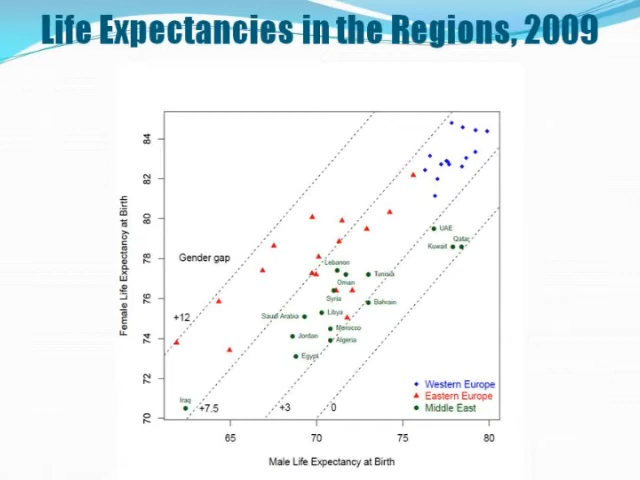 Life Expectancies in the Regions, 2009
84
82
80
78
76
74
72
70
Female Life Expectancy at Birth
Gender gap
+12
+7.5
+3
0
UAE
Qatar
Kuwait
Lebanon
Tunisia
Oman
Syria
Bahrain
Saudi Arabia
Libya
Morocco
Jordan
Algeria
Egypt
Iraq
Western Europe
Eastern Europe
Middle East
65
70
75
80
Male Life Expectancy at Birth